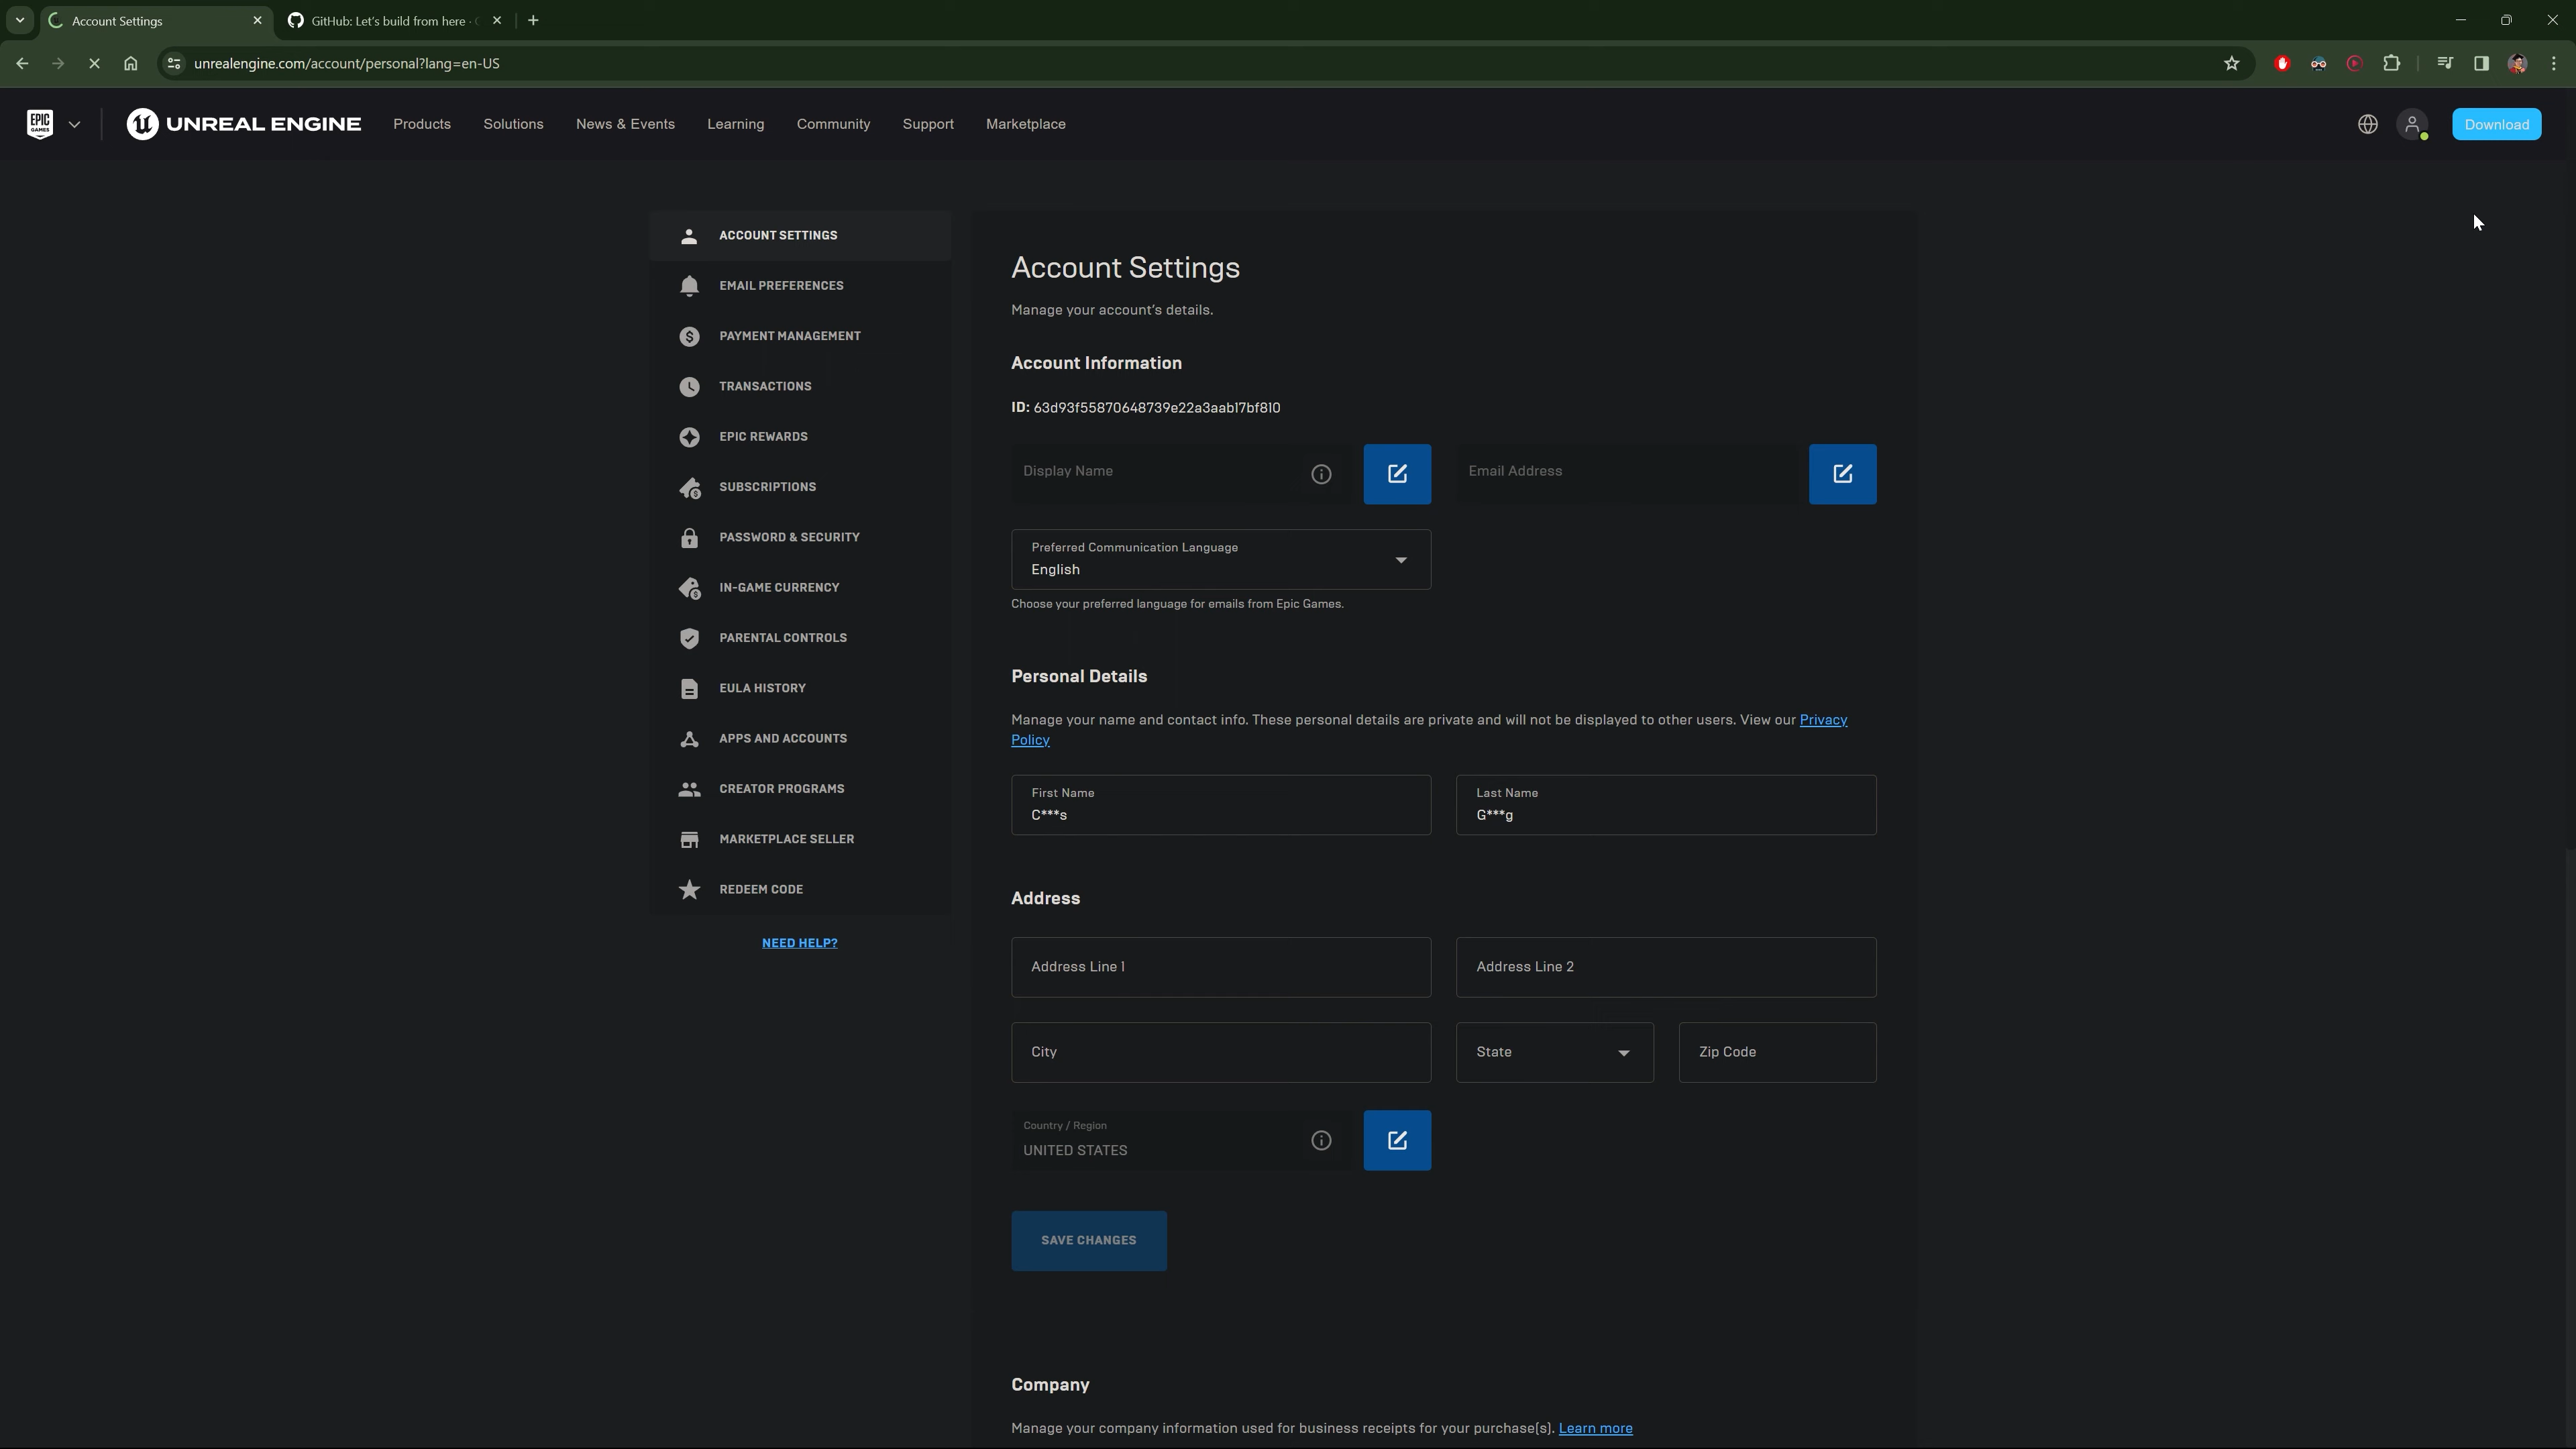 Account Settings
GitHub: Let's build from here ·
unrealengine.com/account/personal?lang=en-US
EPIC GAMES
UNREAL ENGINE
Products
Solutions
News & Events
Learning
Community
Support
Marketplace
Download
ACCOUNT SETTINGS
EMAIL PREFERENCES
PAYMENT MANAGEMENT
TRANSACTIONS
EPIC REWARDS
SUBSCRIPTIONS
PASSWORD & SECURITY
IN-GAME CURRENCY
PARENTAL CONTROLS
EULA HISTORY
APPS AND ACCOUNTS
CREATOR PROGRAMS
MARKETPLACE SELLER
REDEEM CODE
NEED HELP?
Account Settings
Manage your account's details.
Account Information
ID: 63d93f55870648739e22a3aab17bf810
Display Name
Email Address
Preferred Communication Language
English
Choose your preferred language for emails from Epic Games.
Personal Details
Manage your name and contact info. These personal details are private and will not be displayed to other users. View our Privacy
Policy
First Name
C***s
Last Name
G***g
Address
Address Line 1
Address Line 2
City
State
Zip Code
Country / Region
UNITED STATES
SAVE CHANGES
Company
Manage your company information used for business receipts for your purchase(s). Learn more